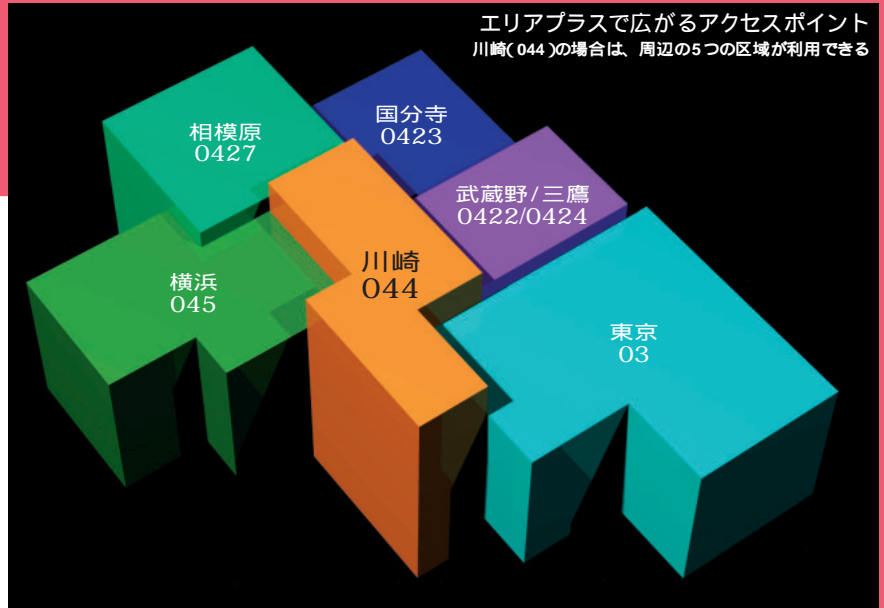 エリアプラスで広がるアクセスポイント
川崎(044)の場合は、周辺の5つの区域が利用できる
国分寺
0423
相模原
0427
武蔵野/三鷹
0422/0424
川崎
044
横浜
045
東京
03